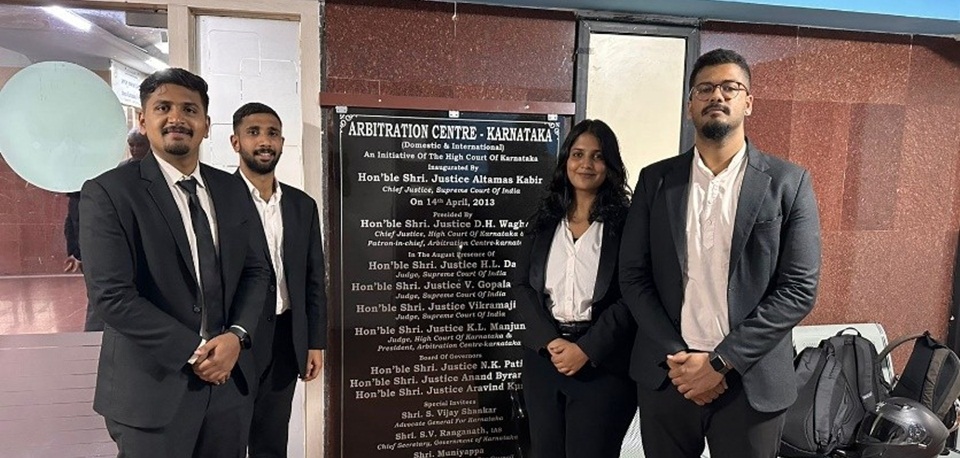 ARBITRATION CENTRE - KARNATAKA
(Domestic & International)
An Initiative Of The High Court Of Karnataka
Inaugurated By
Hon'ble Shri. Justice Altamas Kabir
Chief Justice, Supreme Court Of India
On 14th April, 2013
Presided By
Hon'ble Shri. Justice D.H. Wagh
Chief Justice, High Court Of Karnataka &
Patron-in-chief, Arbitration Centre-karnata
In The August Presence Of
Hon'ble Shri. Justice H.L. Da
Judge, Supreme Court Of India
Hon'ble Shri. Justice V. Gopala
Judge, Supreme Court Of India
Hon'ble Shri. Justice Vikramaji
Judge, Supreme Court Of India
Hon'ble Shri. Justice K.L. Manjun
Judge, High Court Of Karnataka &
President, Arbitration Centre-karnataka
Board Of Governors
Hon'ble Shri. Justice N.K. Pati
Hon'ble Shri. Justice Anand Byrar
Hon'ble Shri. Justice Aravind Ku
Special Invitees
Shri. S. Vijay Shankar
Advocate General For Karnataka
Shri. S.V. Ranganath, IAS
Chief Secretary, Government of Karnatak
Shri. Muniyappa